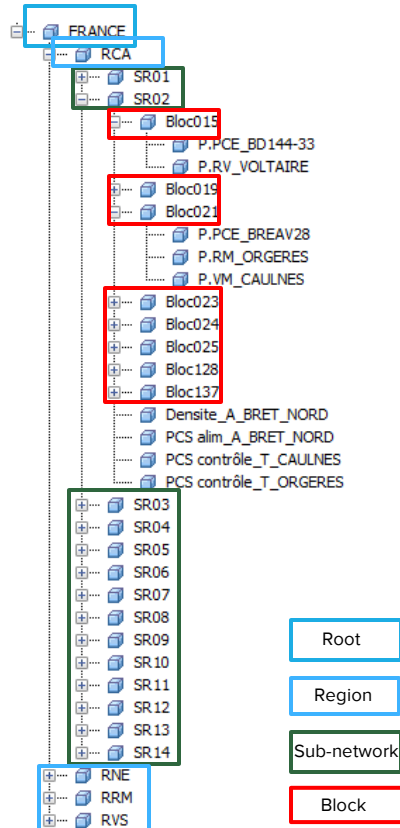 FRANCE
RCA
SR01
SR02
Bloc015
P.PCE_BD144-33
P.RV_VOLTAIRE
Bloc019
Bloc021
P.PCE_BREAV28
P.RM_ORGERES
P.VM_CAULNES
Bloc023
Bloc024
Bloc025
Bloc128
Bloc137
Densite_A_BRET_NORD
PCS alim_A_BRET_NORD
PCS contrôle_T_CAULNES
PCS contrôle_T_ORGERES
SR03
SR04
SR05
SR06
SR07
SR08
SR09
SR10
SR11
SR12
SR13
SR14
RNE
RRM
RVS
Root
Region
Sub-network
Block